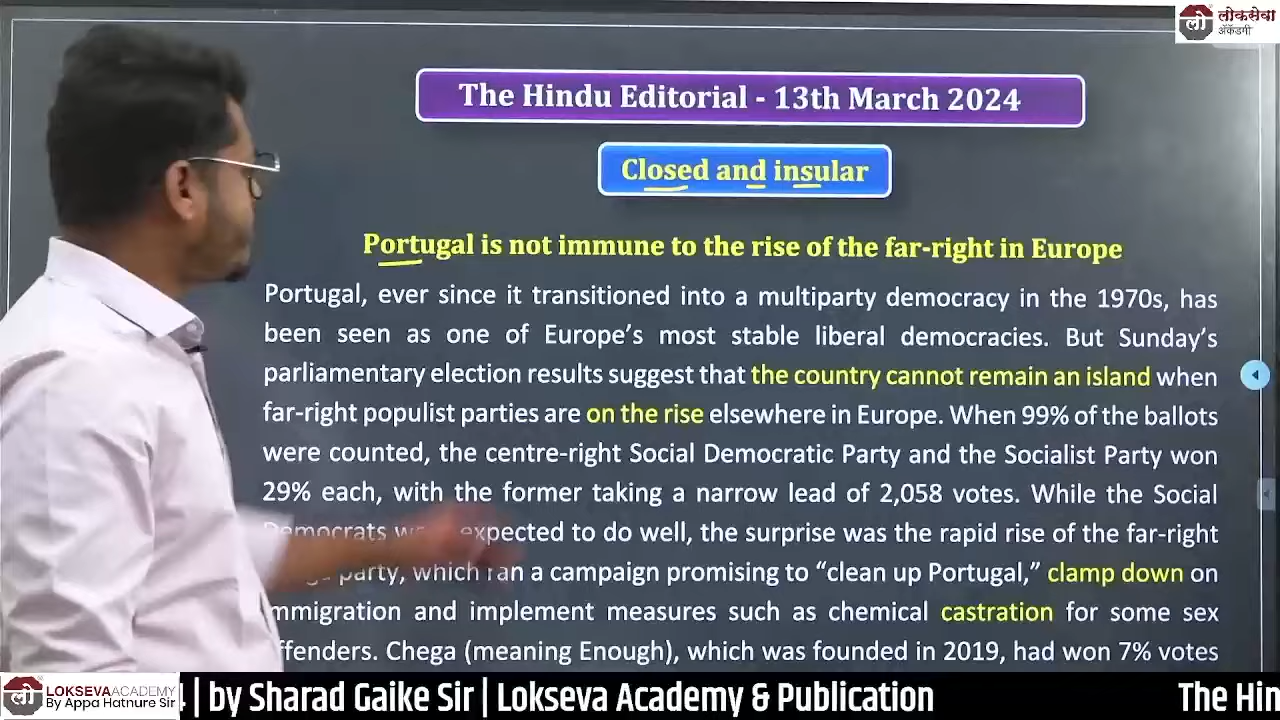 लोकसेवा
ॲकॅडमी
The Hindu Editorial - 13th March 2024
Closed and insular
Portugal is not immune to the rise of the far-right in Europe
Portugal, ever since it transitioned into a multiparty democracy in the 1970s, has
been seen as one of Europe's most stable liberal democracies. But Sunday's
parliamentary election results suggest that the country cannot remain an island when
far-right populist parties are on the rise elsewhere in Europe. When 99% of the ballots
were counted, the centre-right Social Democratic Party and the Socialist Party won
29% each, with the former taking a narrow lead of 2,058 votes. While the Social
expected to do well, the surprise was the rapid rise of the far-right
party, which ran a campaign promising to “clean up Portugal,” clamp down on
immigration and implement measures such as chemical castration for some sex
ffenders. Chega (meaning Enough), which was founded in 2019, had won 7% votes
LOKSEVA ACADEMY
By Appa Hatnure Sir
4 | by Sharad Gaike Sir | Lokseva Academy & Publication The Hin